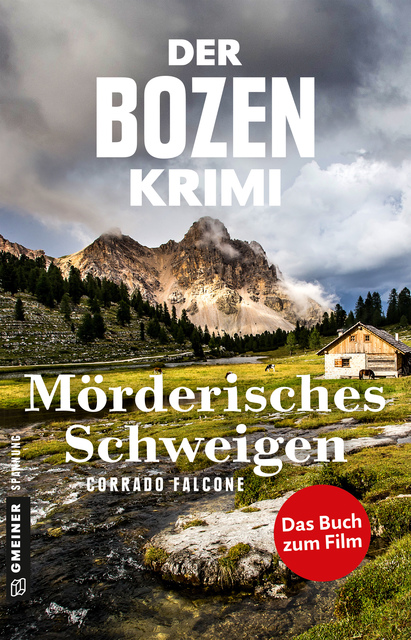 DER
BOZEN
KRIMI
Mörderisches
Schweigen
CORRADO FALCONE
Das Buch
zum Film
GMEINER SPANNUNG